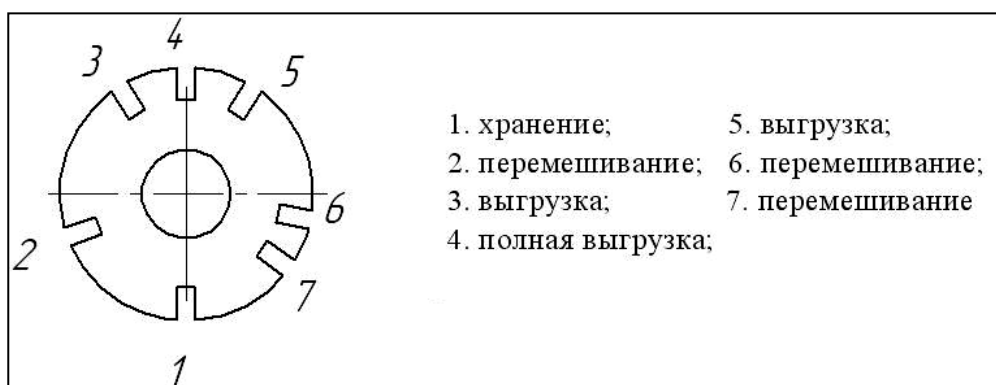 4
3
5
6
2
7
1
1. хранение;
2. перемешивание;
3. выгрузка;
4. полная выгрузка;
5. выгрузка;
6. перемешивание;
7. перемешивание